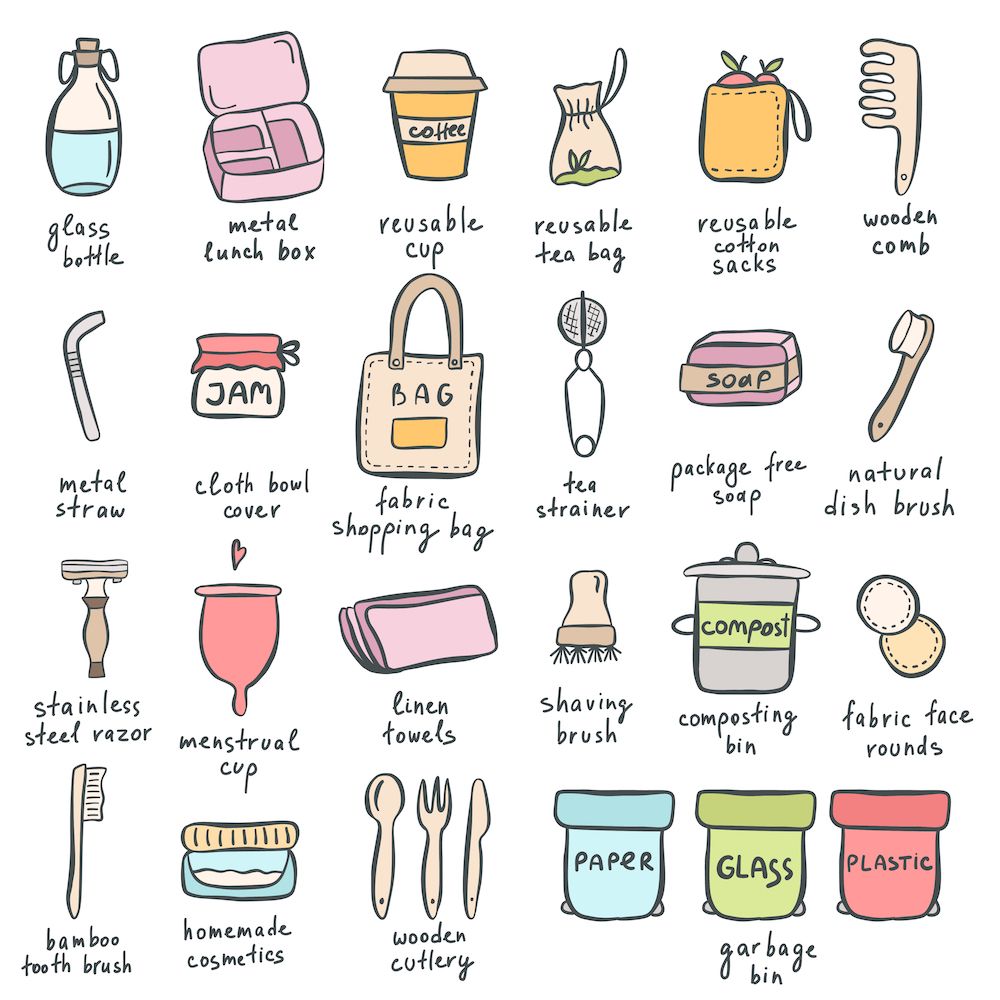 coffee
glass
bottle
metal
lunch box
reusable
cup
reusable
tea bag
reusable
cotton
sacks
wooden
comb
JAM
BAG
soap
metal
straw
cloth bowl
cover
fabric
shopping bag
tea
strainer
package free
soap
natural
dish brush
compost
stainless
steel razor
menstrual
cup
linen
towels
shaving
brush
composting
bin
fabric face
rounds
PAPER
GLASS
PLASTIC
bamboo
tooth brush
homemade
cosmetics
wooden
cutlery
garbage
bin